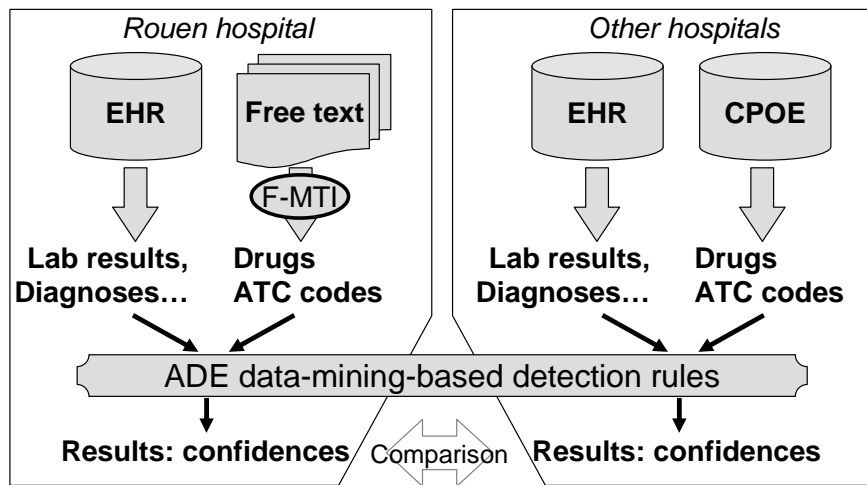 Rouen hospital
EHR
Free text
F-MTI
Lab results,
Diagnoses…
Drugs
ATC codes
Other hospitals
EHR
CPOE
Lab results,
Diagnoses…
Drugs
ATC codes
ADE data-mining-based detection rules
Results: confidences
Comparison
Results: confidences